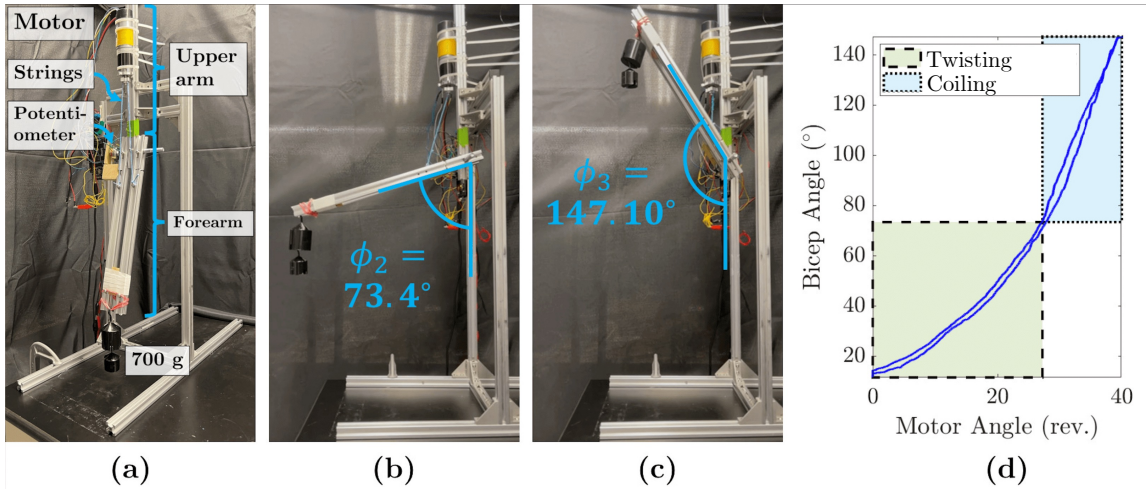 Motor
Strings
Potenti-
ometer
Upper
arm
Forearm
700 g
(a)
ϕ₂ =
73.4°
(b)
ϕ₃ =
147.10°
(c)
Twisting
Coiling
Bicep Angle (°)
140
120
100
80
60
40
20
0
20
40
Motor Angle (rev.)
(d)